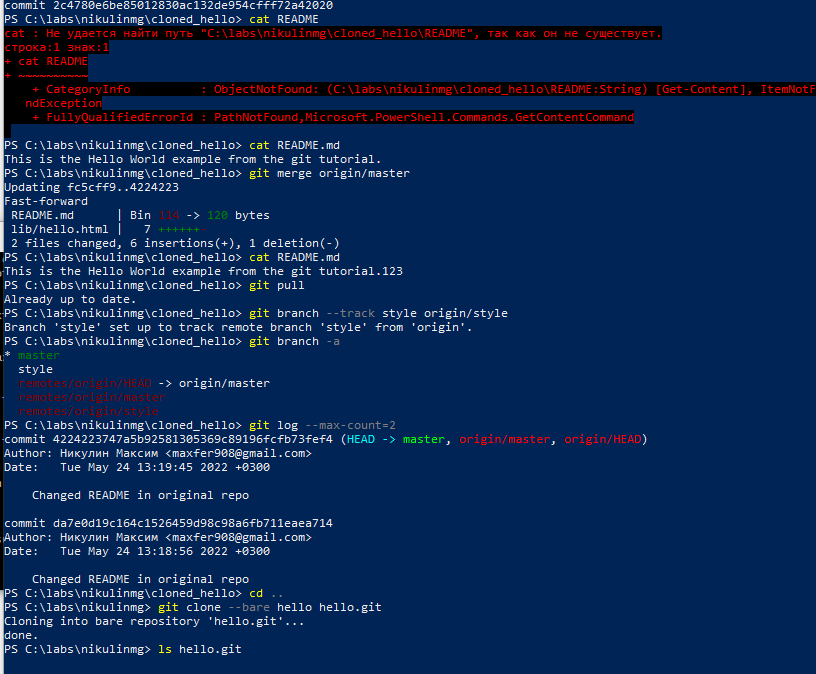 commit 2c4780e6be85012830ac132de954cfff72a42020
PS C:\labs\nikulinmg\cloned_hello> cat README
cat : Не удается найти путь "C:\labs\nikulinmg\cloned_hello\README", так как он не существует.
строка:1 знак:1
+ cat README
+ ~~~~~~~~~~
    + CategoryInfo          : ObjectNotFound: (C:\labs\nikulinmg\cloned_hello\README:String) [Get-Content], ItemNotF
   ndException
    + FullyQualifiedErrorId : PathNotFound,Microsoft.PowerShell.Commands.GetContentCommand
PS C:\labs\nikulinmg\cloned_hello> cat README.md
This is the Hello World example from the git tutorial.
PS C:\labs\nikulinmg\cloned_hello> git merge origin/master
Updating fc5cff9..4224223
Fast-forward
 README.md      | Bin 114 -> 120 bytes
 lib/hello.html |   7 ++++++-
 2 files changed, 6 insertions(+), 1 deletion(-)
PS C:\labs\nikulinmg\cloned_hello> cat README.md
This is the Hello World example from the git tutorial.123
PS C:\labs\nikulinmg\cloned_hello> git pull
Already up to date.
PS C:\labs\nikulinmg\cloned_hello> git branch --track style origin/style
Branch 'style' set up to track remote branch 'style' from 'origin'.
PS C:\labs\nikulinmg\cloned_hello> git branch -a
* master
  style
  remotes/origin/HEAD -> origin/master
  remotes/origin/master
  remotes/origin/style
PS C:\labs\nikulinmg\cloned_hello> git log --max-count=2
commit 4224223747a5b92581305369c89196fcfb73fef4 (HEAD -> master, origin/master, origin/HEAD)
Author: Никулин Максим <maxfer908@gmail.com>
Date:   Tue May 24 13:19:45 2022 +0300

    Changed README in original repo

commit da7e0d19c164c1526459d98c98a6fb711eaea714
Author: Никулин Максим <maxfer908@gmail.com>
Date:   Tue May 24 13:18:56 2022 +0300

    Changed README in original repo
PS C:\labs\nikulinmg\cloned_hello> cd ..
PS C:\labs\nikulinmg> git clone --bare hello hello.git
Cloning into bare repository 'hello.git'...
done.
PS C:\labs\nikulinmg> ls hello.git